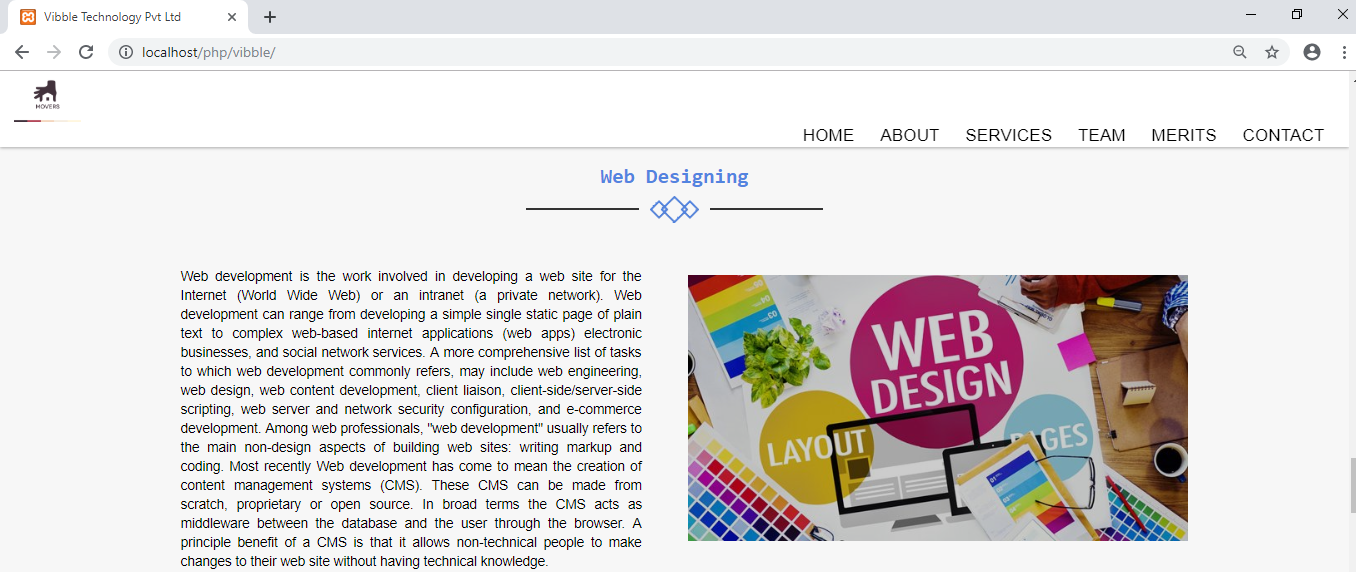 Vibble Technology Pvt Ltd
localhost/php/vibble/
MOVERS
HOME ABOUT SERVICES TEAM MERITS CONTACT
Web Designing
Web development is the work involved in developing a web site for the
Internet (World Wide Web) or an intranet (a private network). Web
development can range from developing a simple single static page of plain
text to complex web-based internet applications (web apps) electronic
businesses, and social network services. A more comprehensive list of tasks
to which web development commonly refers, may include web engineering,
web design, web content development, client liaison, client-side/server-side
scripting, web server and network security configuration, and e-commerce
development. Among web professionals, "web development" usually refers to
the main non-design aspects of building web sites: writing markup and
coding. Most recently Web development has come to mean the creation of
content management systems (CMS). These CMS can be made from
scratch, proprietary or open source. In broad terms the CMS acts as
middleware between the database and the user through the browser. A
principle benefit of a CMS is that it allows non-technical people to make
changes to their web site without having technical knowledge.
WEB
DESIGN
LAYOUT
PAGES